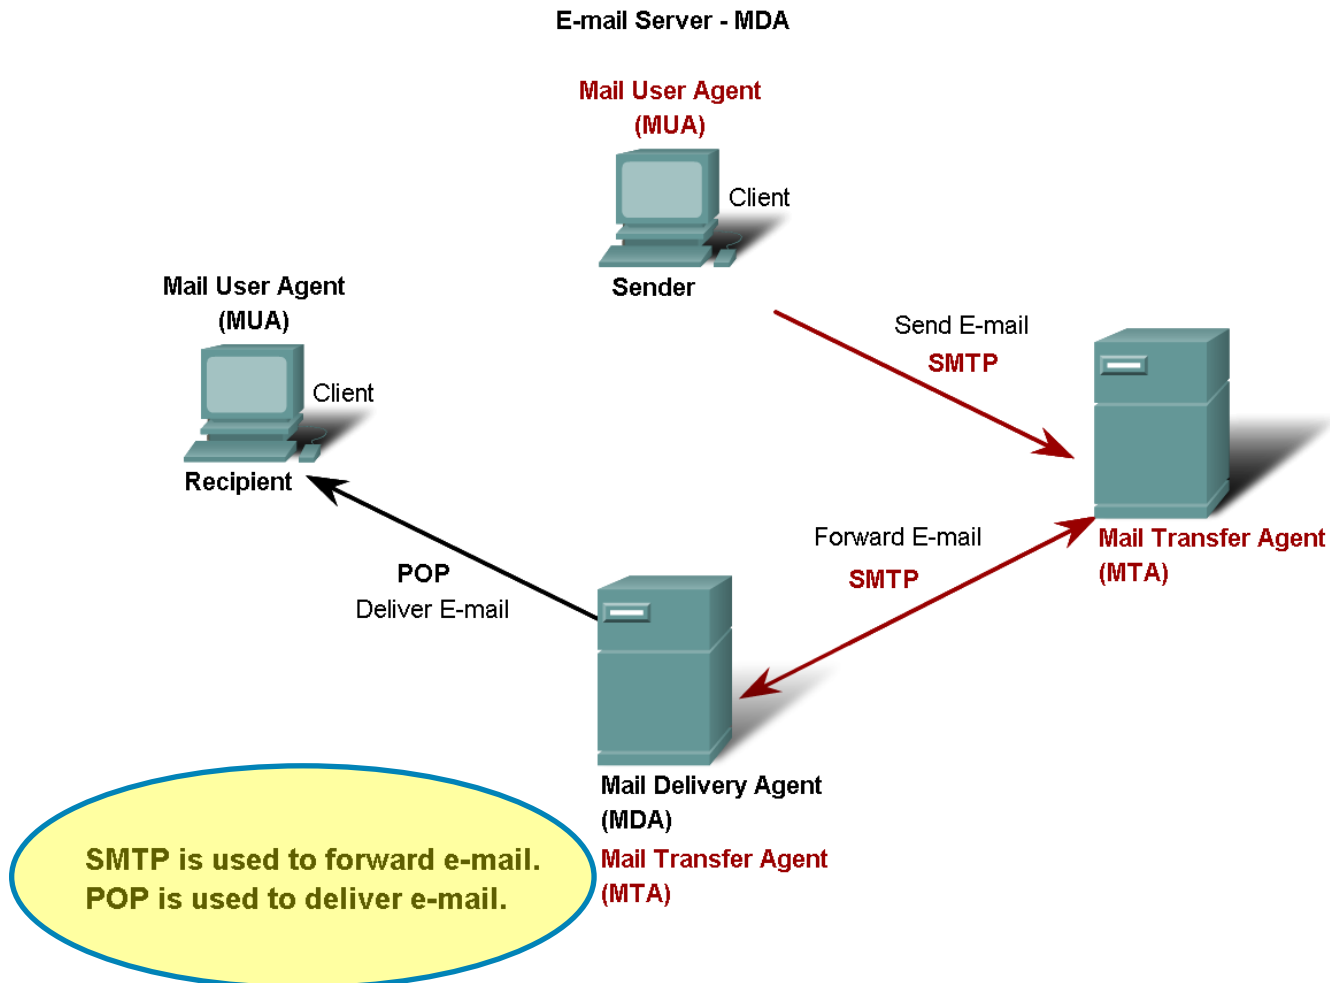 E-mail Server - MDA
Mail User Agent
(MUA)
Client
Sender
Mail User Agent
(MUA)
Client
Recipient
Send E-mail
SMTP
Mail Transfer Agent
(MTA)
Forward E-mail
SMTP
POP
Deliver E-mail
Mail Delivery Agent
(MDA)
Mail Transfer Agent
(MTA)
SMTP is used to forward e-mail.
POP is used to deliver e-mail.